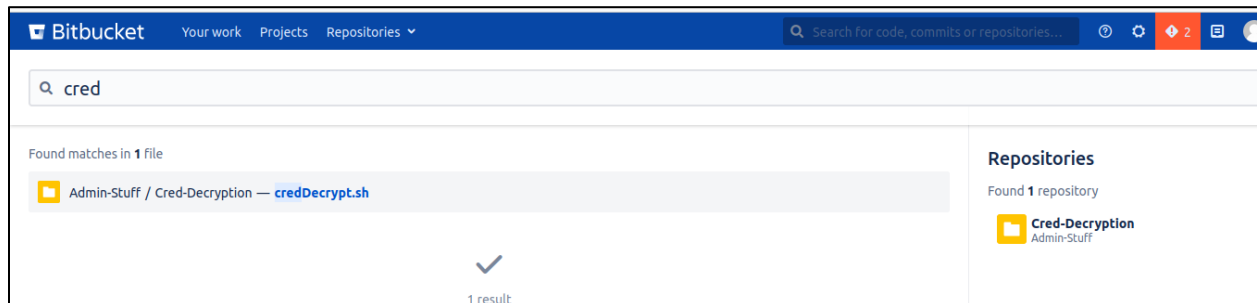 Bitbucket Your work Projects Repositories Search for code, commits or repositories... 2
cred
Found matches in 1 file
Admin-Stuff / Cred-Decryption — credDecrypt.sh
1 result
Repositories
Found 1 repository
Cred-Decryption
Admin-Stuff